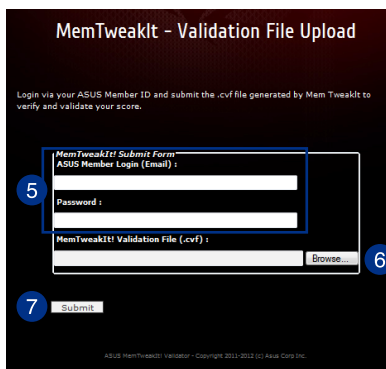 MemTweakIt - Validation File Upload
Login via your ASUS Member ID and submit the .cvf file generated by Mem TweakIt to
verify and validate your score.
MemTweakIt! Submit Form
ASUS Member Login (Email) :
5
Password :
MemTweakIt! Validation File (.cvf) :
Browse...
6
7
Submit
ASUS MemTweakIt! Validator - Copyright 2011-2012 (c) Asus Corp Inc.